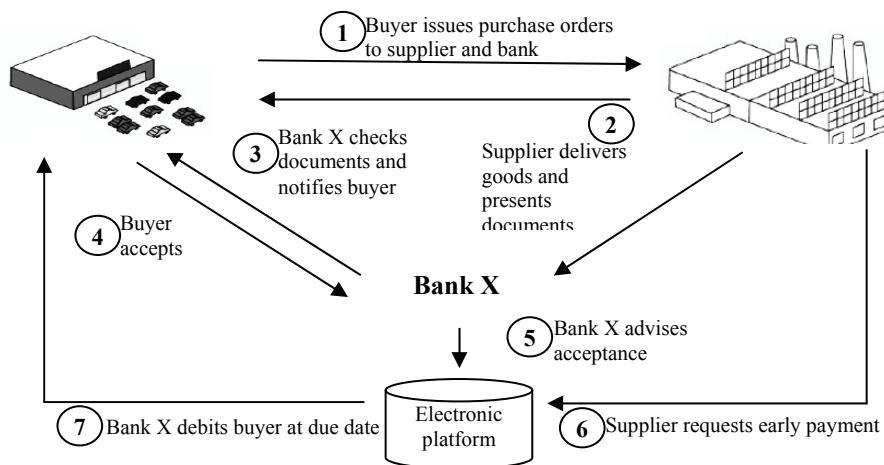 1
Buyer issues purchase orders
to supplier and bank
2
Supplier delivers
goods and
presents
documents
3
Bank X checks
documents and
notifies buyer
4
Buyer
accepts
Bank X
5
Bank X advises
acceptance
Electronic
platform
6
Supplier requests early payment
7
Bank X debits buyer at due date